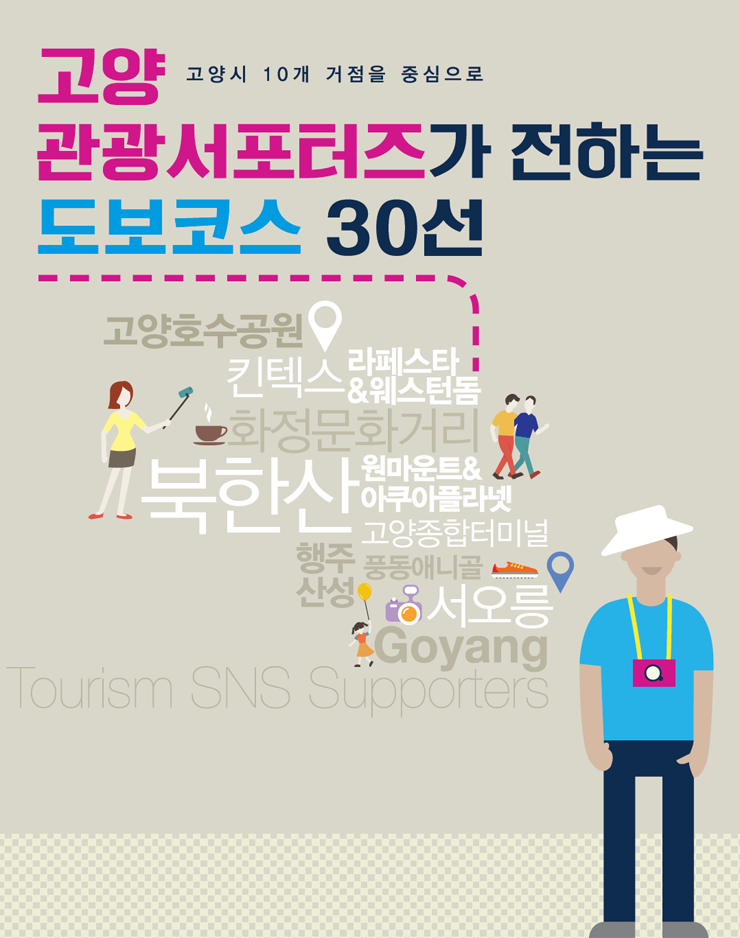 고양 고양시 10개 거점을 중심으로
관광서포터즈가 전하는
도보코스 30선
고양호수공원
킨텍스 라페스타
&웨스턴돔
화정문화거리
북한산 원마운트&
아쿠아플라넷
고양종합터미널
행주
산성
풍동애니골
서오릉
Goyang
Tourism SNS Supporters